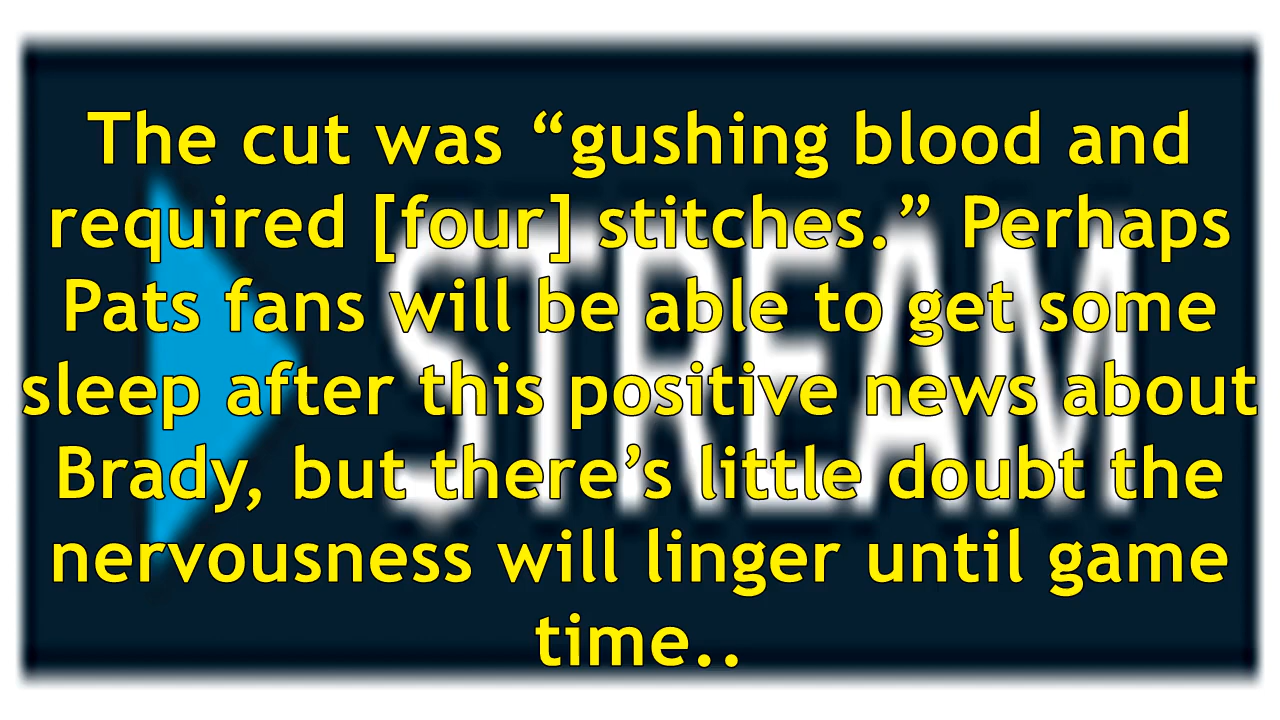 The cut was “gushing blood and
required [four] stitches.” Perhaps
Pats fans will be able to get some
sleep after this positive news about
Brady, but there’s little doubt the
nervousness will linger until game
time..
STREAM